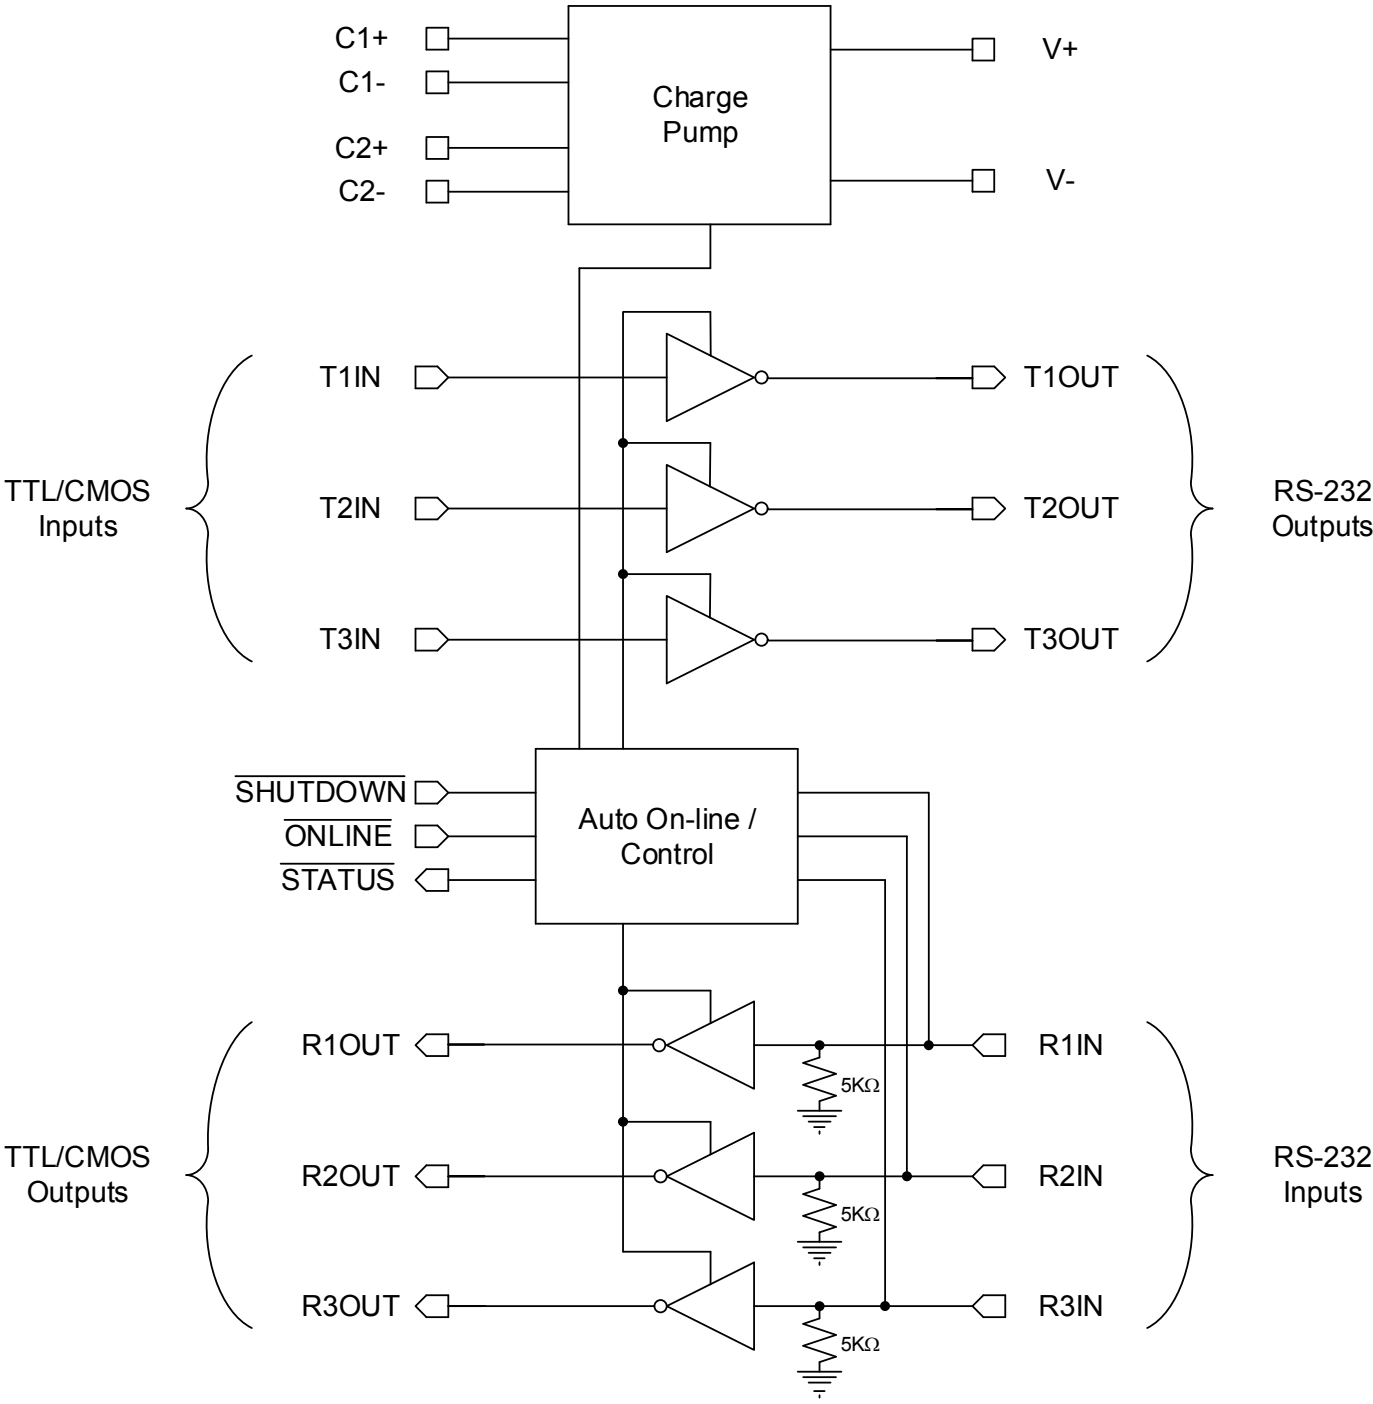 C1+
C1-
C2+
C2-
Charge
Pump
V+
V-
TTL/CMOS
Inputs
T1IN
T2IN
T3IN
T1OUT
T2OUT
T3OUT
RS-232
Outputs
SHUTDOWN
ONLINE
STATUS
Auto On-line /
Control
TTL/CMOS
Outputs
R1OUT
R2OUT
R3OUT
5KΩ
5KΩ
5KΩ
R1IN
R2IN
R3IN
RS-232
Inputs